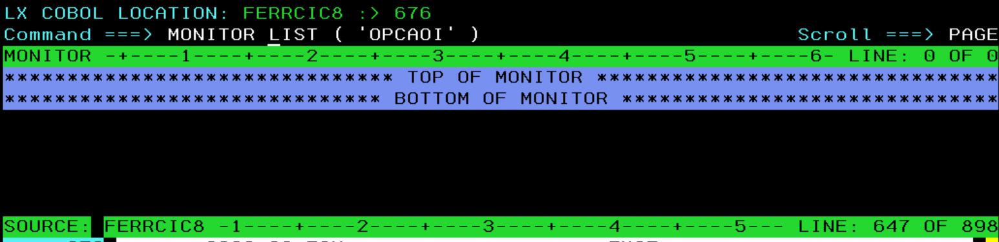 LX COBOL LOCATION: FERRCIC8 :> 676
Command ===> MONITOR LIST ( 'OPCAOI' ) Scroll ===> PAGE
MONITOR -+----1----+----2----+----3----+----4----+----5----+----6- LINE: 0 OF 0
******************************* TOP OF MONITOR ********************************
****************************** BOTTOM OF MONITOR ******************************
SOURCE: FERRCIC8 -1----+----2----+----3----+----4----+----5--- LINE: 647 OF 898